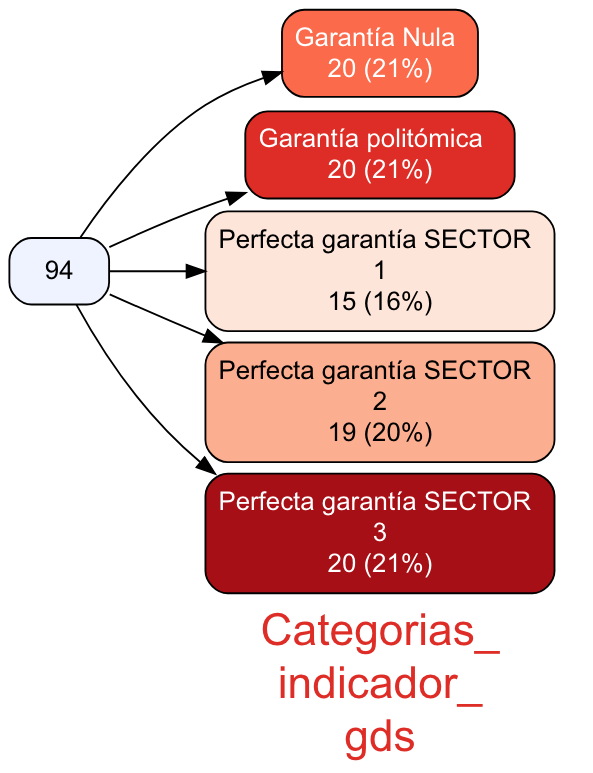 Garantía Nula
20 (21%)
Garantía politómica
20 (21%)
Perfecta garantía SECTOR
1
15 (16%)
94
Perfecta garantía SECTOR
2
19 (20%)
Perfecta garantía SECTOR
3
20 (21%)
Categorias_
indicador_
gds